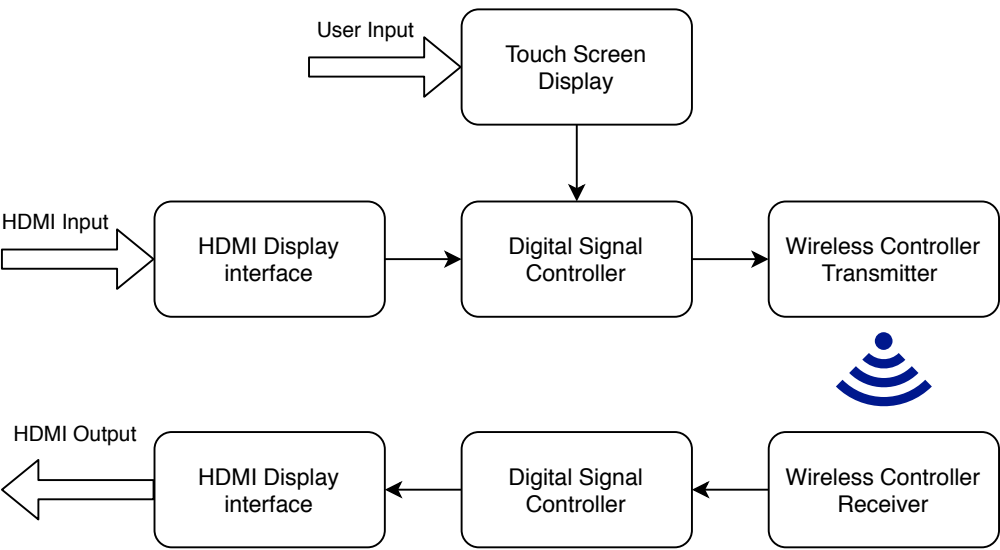 User Input
Touch Screen
Display
HDMI Input
HDMI Display
interface
Digital Signal
Controller
Wireless Controller
Transmitter
HDMI Output
HDMI Display
interface
Digital Signal
Controller
Wireless Controller
Receiver